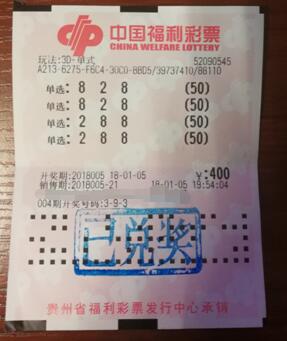 中国福利彩票
CHINA WELFARE LOTTERY
玩法:3D-单式 52090545
A213-6275-F6C4-30C0-8BD5/39737410/86110
单选: 8 2 8 (50)
单选: 8 2 8 (50)
单选: 2 8 8 (50)
单选: 2 8 8 (50)
开奖期:2018005 18-01-05 ¥:400
销售期:2018005-21 18-01-05 19:54:04
004期开奖号码:3-9-3
已兑奖
贵州省福利彩票发行中心承销